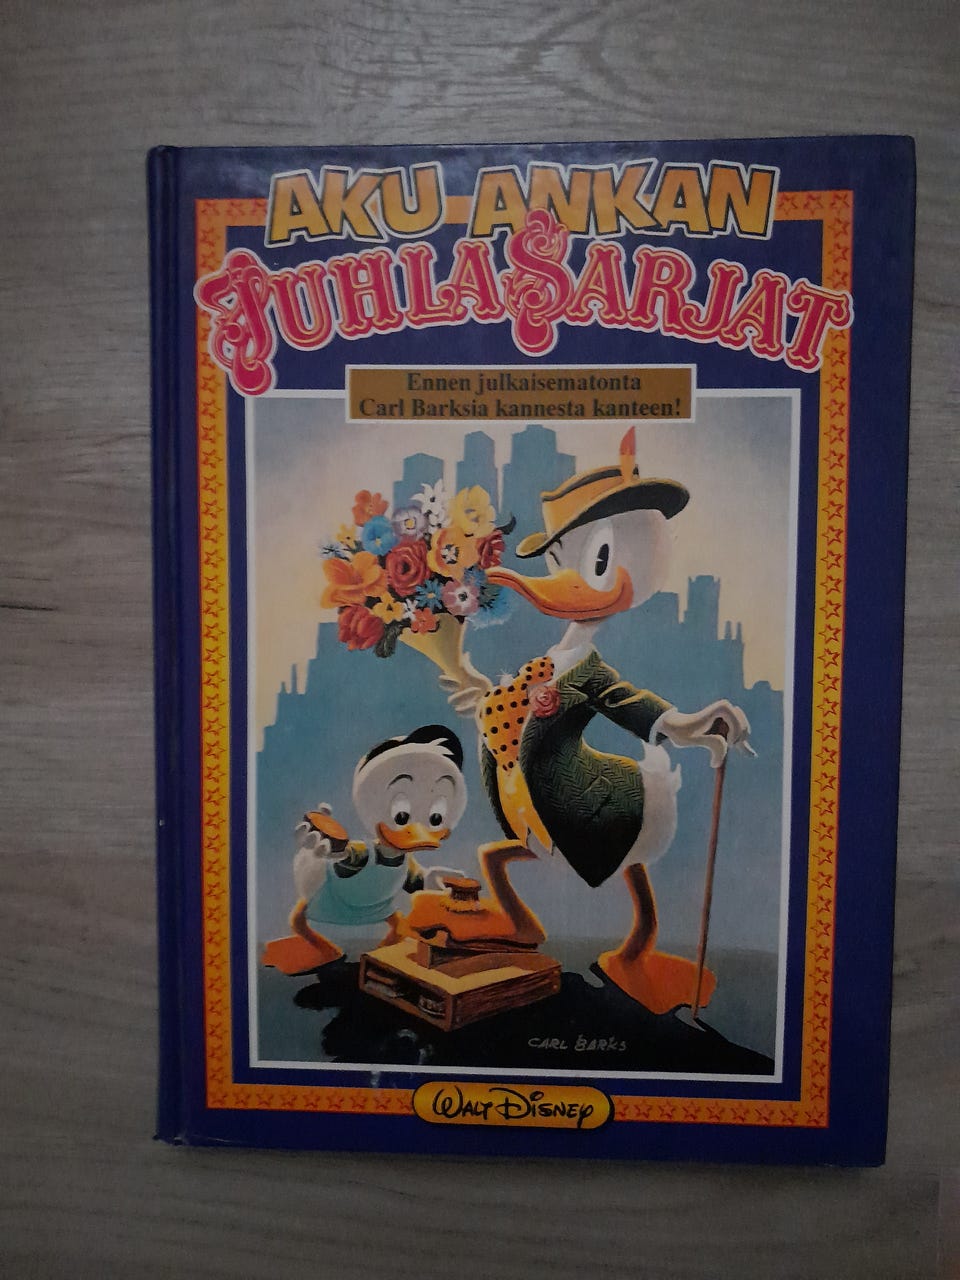 AKU ANKAN
JUHLASARJAT
Ennen julkaisematonta
Carl Barksia kannesta kanteen!
CARL BARKS
WALT DISNEY